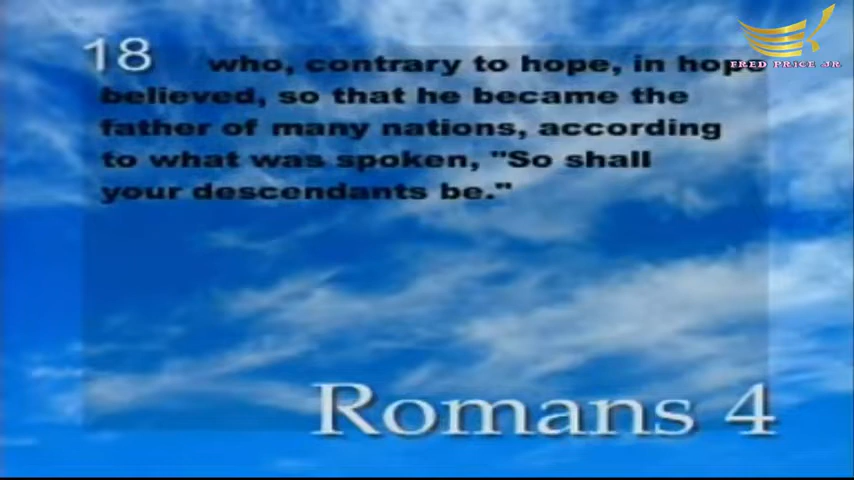 FRED PRICE JR
18 who, contrary to hope, in hope
believed, so that he became the
father of many nations, according
to what was spoken, "So shall
your descendants be."
Romans 4